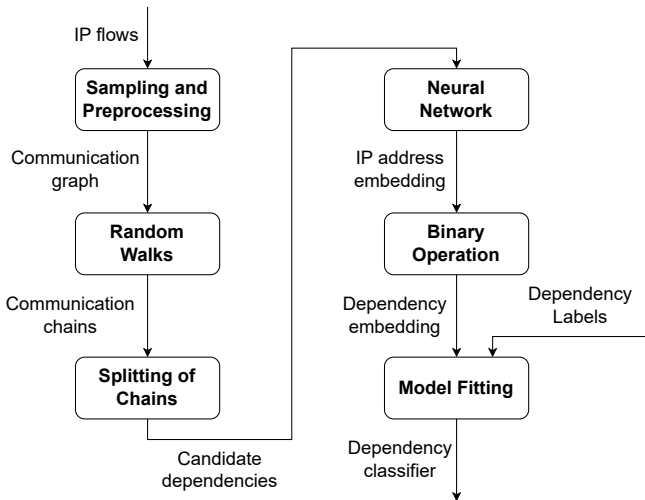 IP flows
Sampling and
Preprocessing
Communication
graph
Random
Walks
Communication
chains
Splitting of
Chains
Candidate
dependencies
Neural
Network
IP address
embedding
Binary
Operation
Dependency
embedding
Dependency
Labels
Model Fitting
Dependency
classifier